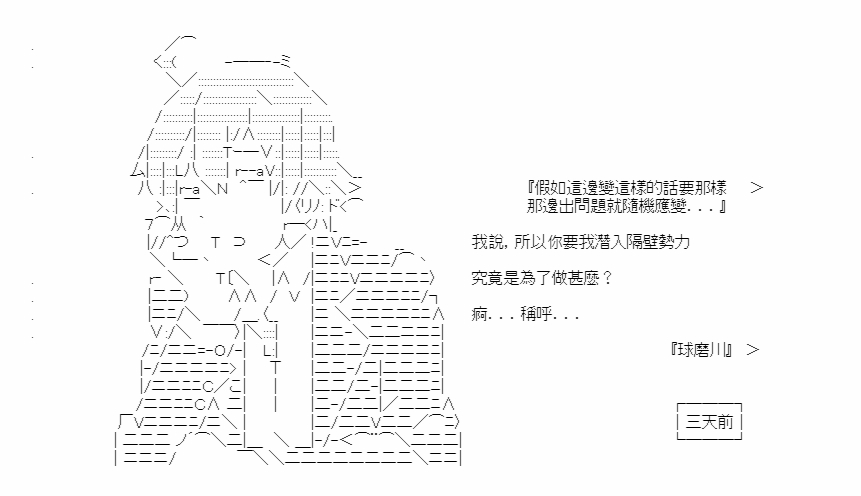 『假如這邊變這樣的話要那樣 ＞
那邊出問題就隨機應變...』
我說，所以你要我潛入隔壁勢力
究竟是為了做甚麼？
痾...稱呼...
『球磨川』 ＞
三天前